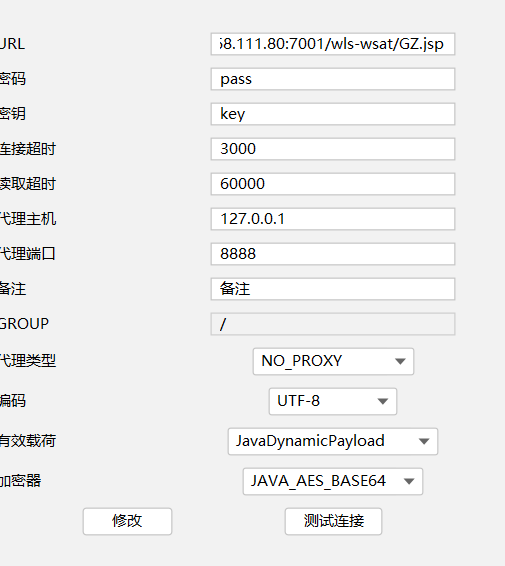 URL 58.111.80:7001/wls-wsat/GZ.jsp
密码 pass
密钥 key
连接超时 3000
读取超时 60000
代理主机 127.0.0.1
代理端口 8888
备注 备注
GROUP /
代理类型 NO_PROXY
编码 UTF-8
有效载荷 JavaDynamicPayload
加密器 JAVA_AES_BASE64
修改 测试连接